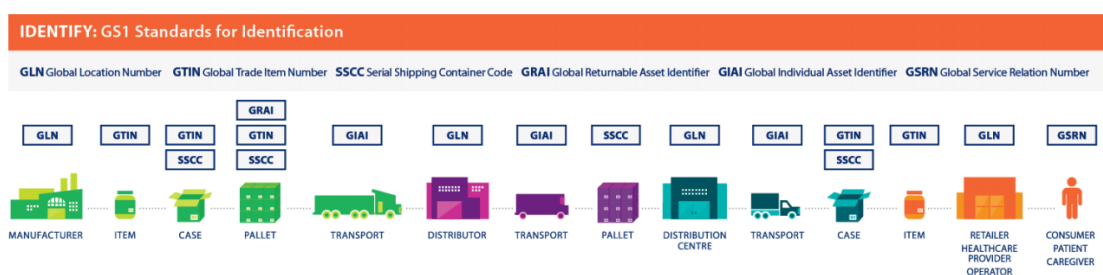 IDENTIFY: GS1 Standards for Identification
GLN Global Location Number GTIN Global Trade Item Number SSCC Serial Shipping Container Code GRAI Global Returnable Asset Identifier GIAI Global Individual Asset Identifier GSRN Global Service Relation Number
GRAI
GLN GTIN GTIN GTIN GIAI GLN GIAI SSCC GLN GIAI GTIN GTIN GLN GSRN
SSCC SSCC SSCC
MANUFACTURER ITEM CASE PALLET TRANSPORT DISTRIBUTOR TRANSPORT PALLET DISTRIBUTION TRANSPORT CASE ITEM RETAILER CONSUMER
CENTRE HEALTHCARE PATIENT
PROVIDER CAREGIVER
OPERATOR